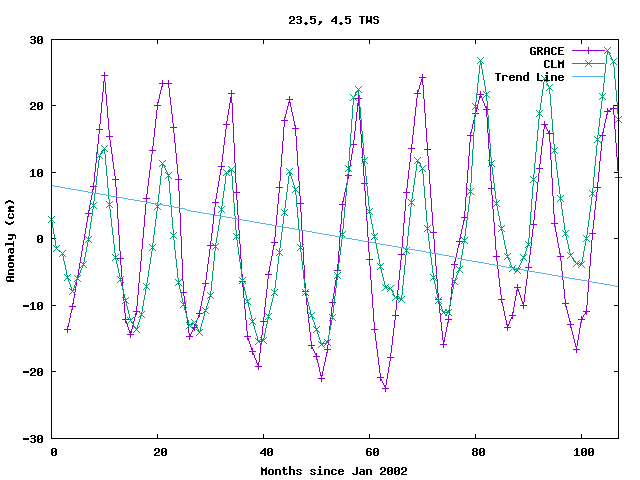 23.5, 4.5 TWS
GRACE
CLM
Trend Line
30
20
10
0
-10
-20
-30
Anomaly (cm)
0 20 40 60 80 100
Months since Jan 2002